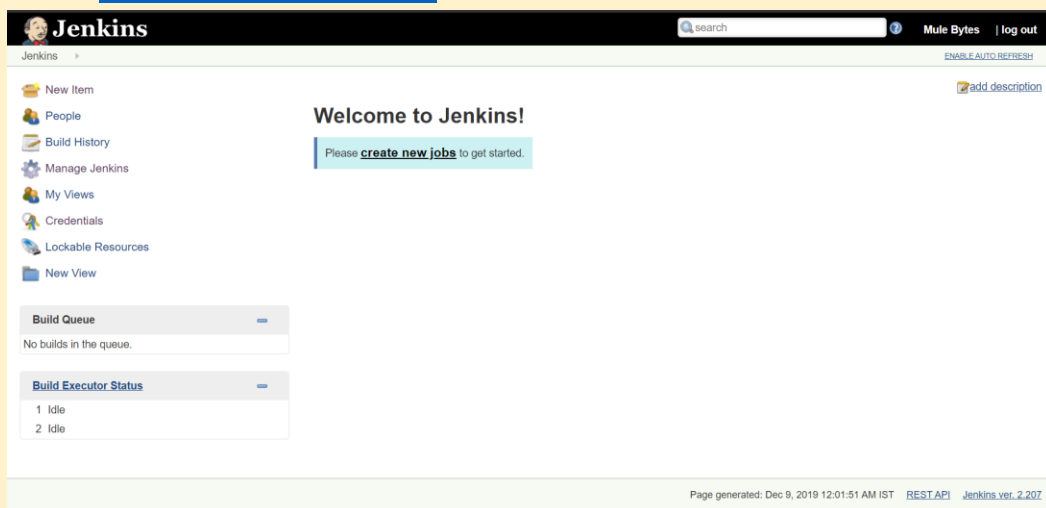 Jenkins
search
Mule Bytes | log out
Jenkins
ENABLE AUTO REFRESH
New Item
People
Build History
Manage Jenkins
My Views
Credentials
Lockable Resources
New View
add description
Welcome to Jenkins!
Please create new jobs to get started.
Build Queue
No builds in the queue.
Build Executor Status
1 Idle
2 Idle
Page generated: Dec 9, 2019 12:01:51 AM IST REST API Jenkins ver. 2.207